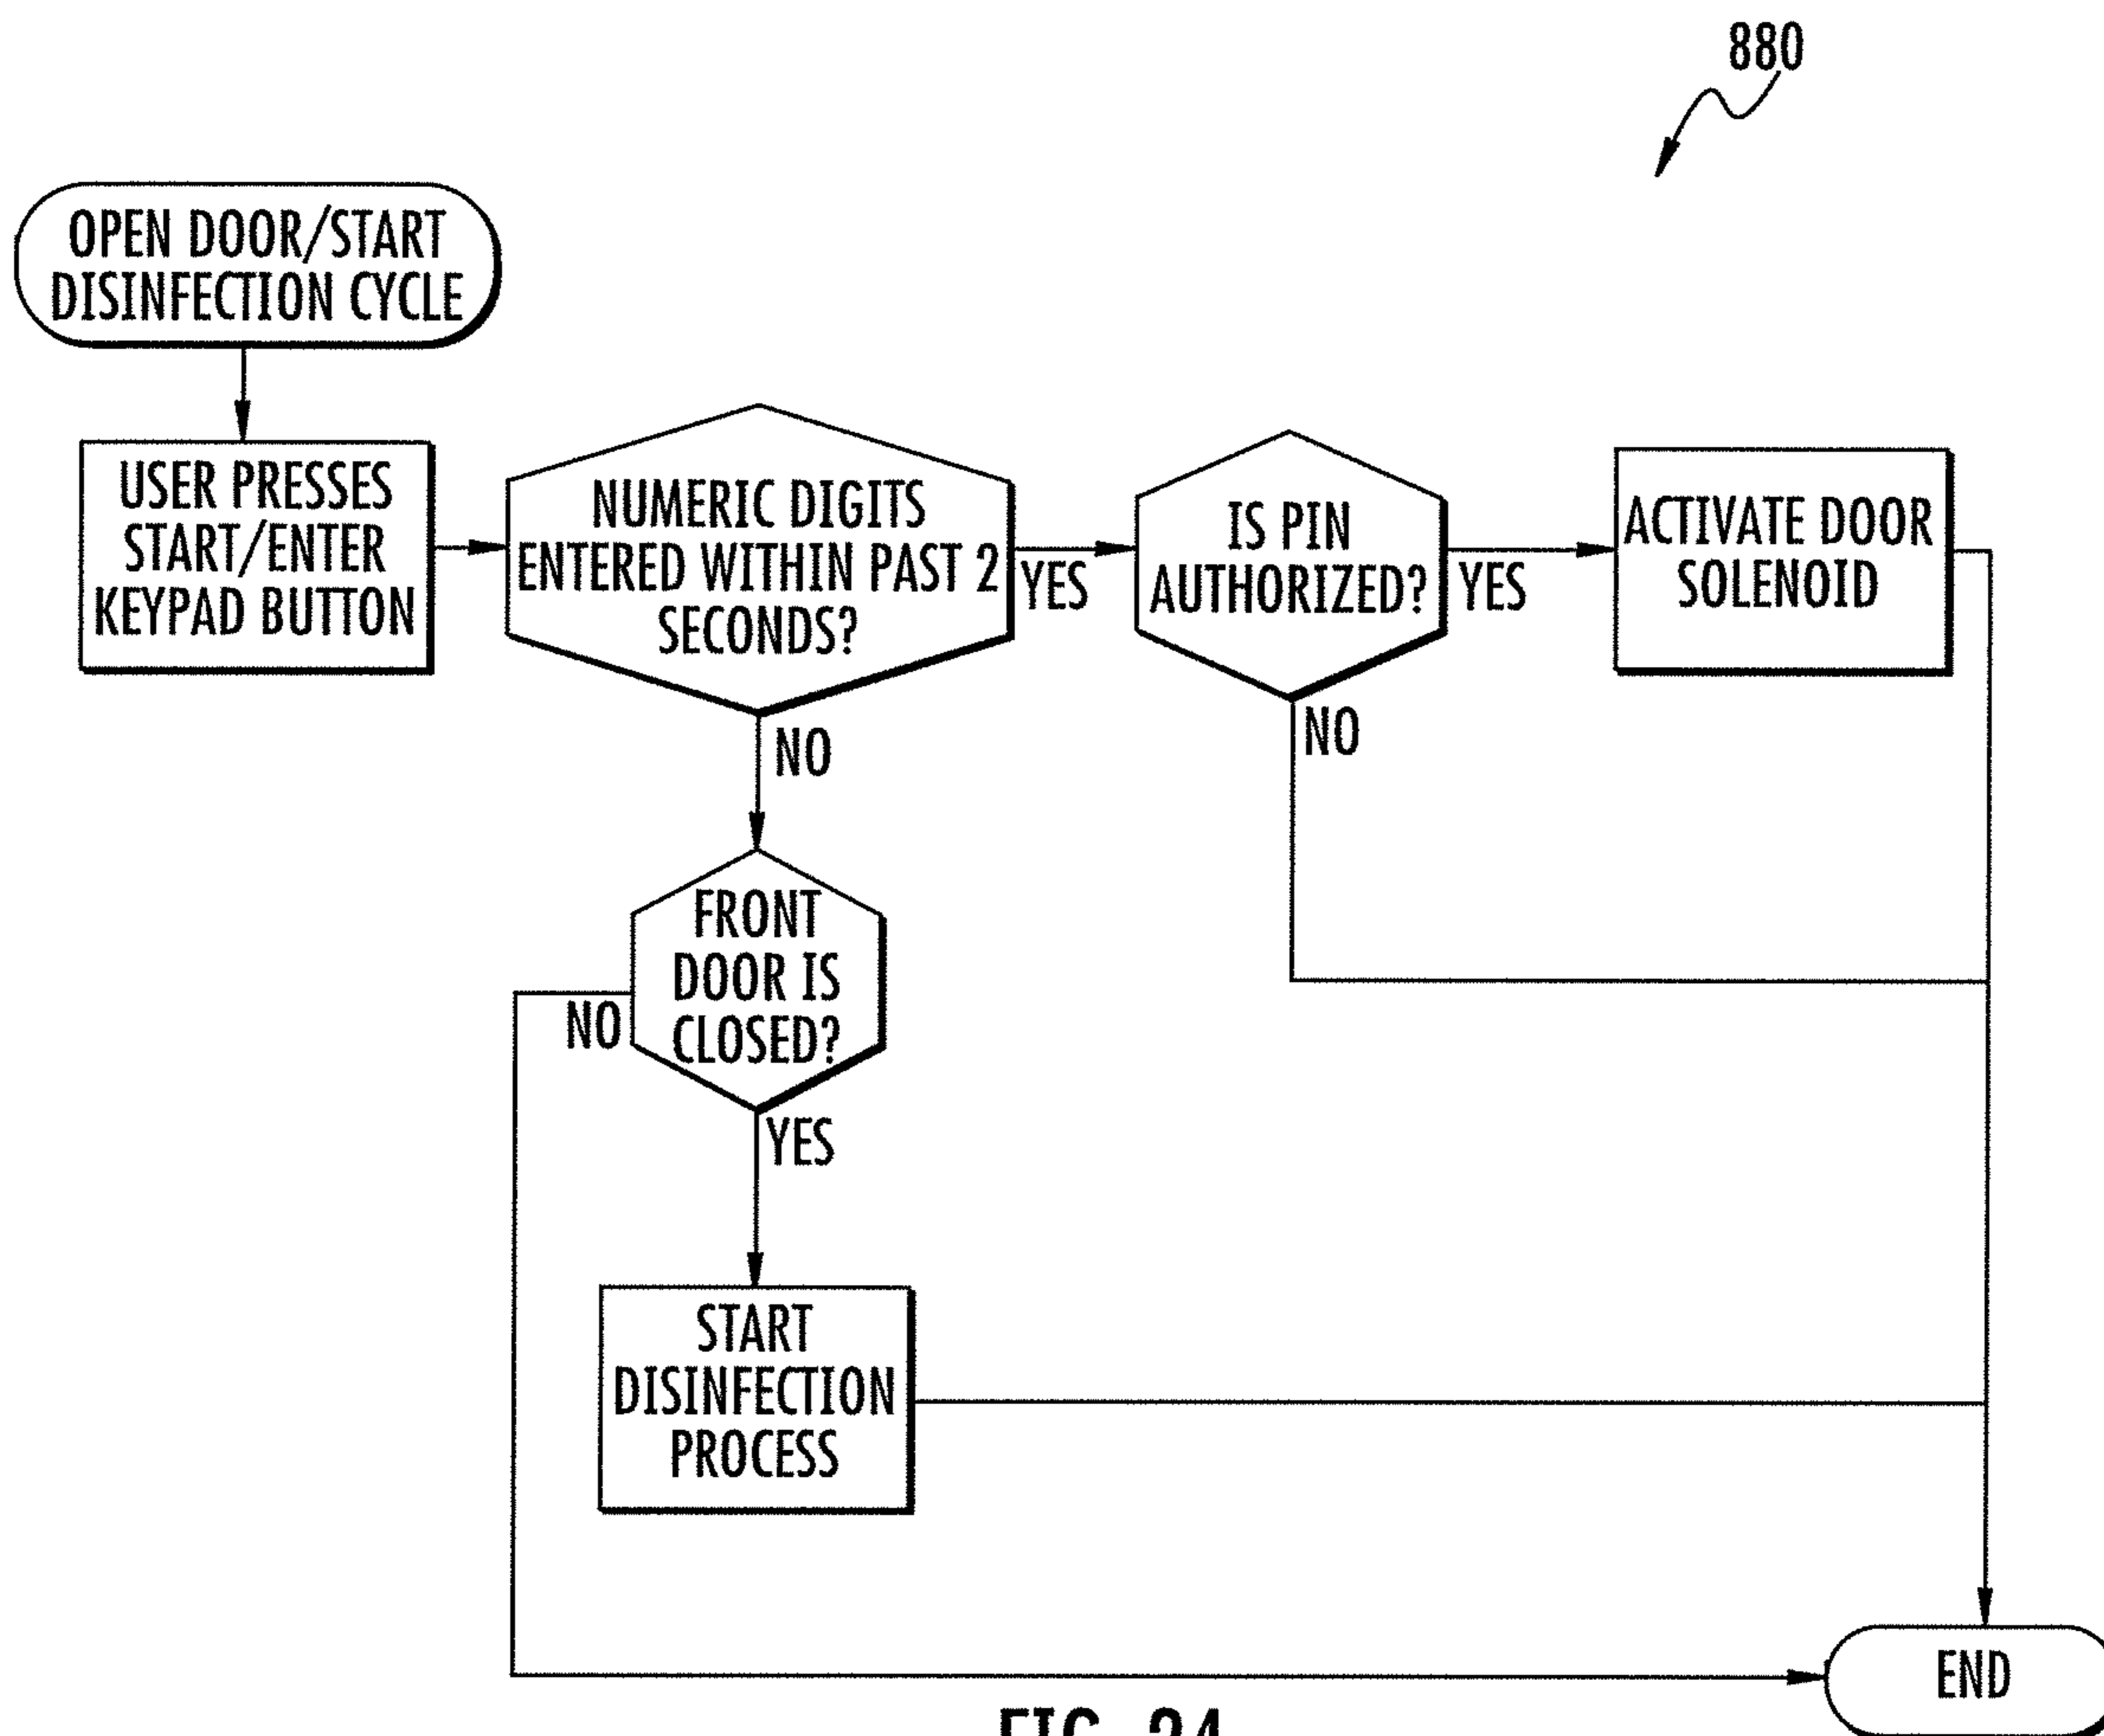 880
OPEN DOOR/START
DISINFECTION CYCLE
USER PRESSES
START/ENTER
KEYPAD BUTTON
NUMERIC DIGITS
ENTERED WITHIN PAST 2
SECONDS?
YES
IS PIN
AUTHORIZED?
YES
ACTIVATE DOOR
SOLENOID
NO
NO
FRONT
DOOR IS
CLOSED?
NO
YES
START
DISINFECTION
PROCESS
END
FIG. 24